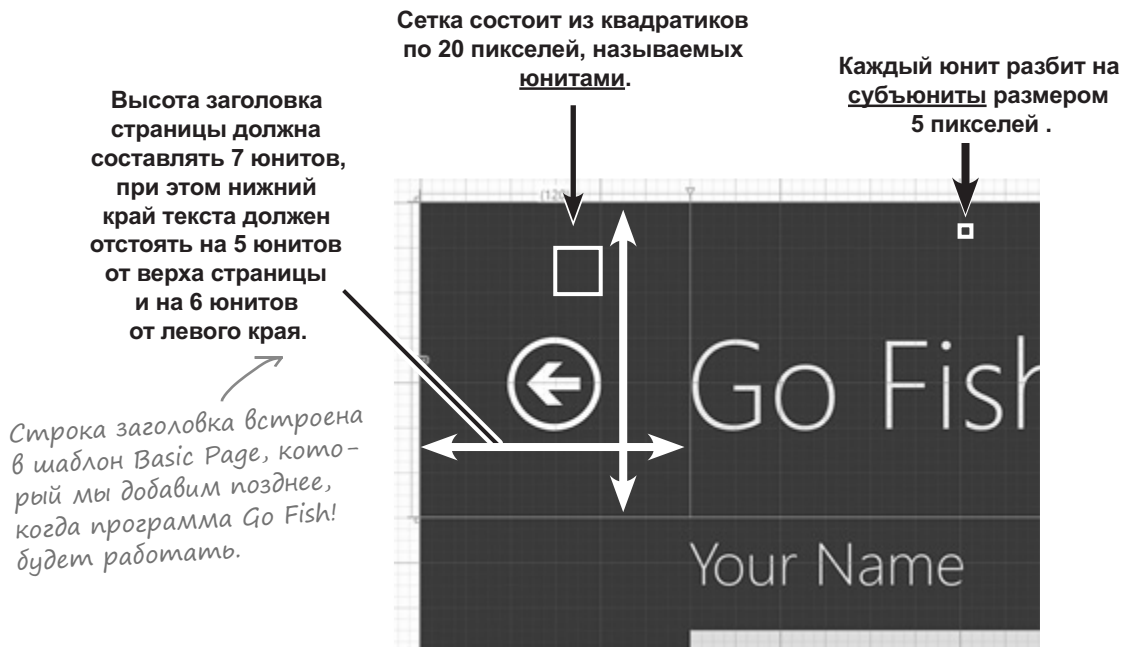 Сетка состоит из квадратиков
по 20 пикселей, называемых
юнитами.
Каждый юнит разбит на
субъюниты размером
5 пикселей .
Высота заголовка
страницы должна
составлять 7 юнитов,
при этом нижний
край текста должен
отстоять на 5 юнитов
от верха страницы
и на 6 юнитов
от левого края.
Строка заголовка встроена
в шаблон Basic Page, кото-
рый мы добавим позднее,
когда программа Go Fish!
будет работать.
Go Fish
Your Name